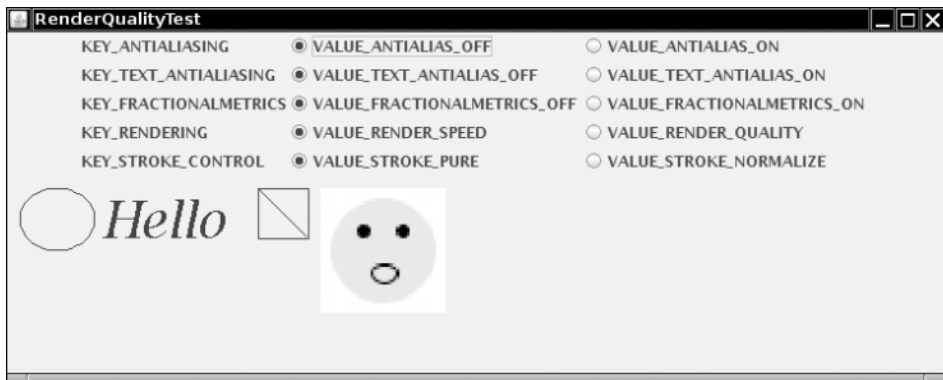 RenderQualityTest
KEY_ANTIALIASING VALUE_ANTIALIAS_OFF VALUE_ANTIALIAS_ON
KEY_TEXT_ANTIALIASING VALUE_TEXT_ANTIALIAS_OFF VALUE_TEXT_ANTIALIAS_ON
KEY_FRACTIONALMETRICS VALUE_FRACTIONALMETRICS_OFF VALUE_FRACTIONALMETRICS_ON
KEY_RENDERING VALUE_RENDER_SPEED VALUE_RENDER_QUALITY
KEY_STROKE_CONTROL VALUE_STROKE_PURE VALUE_STROKE_NORMALIZE
Hello